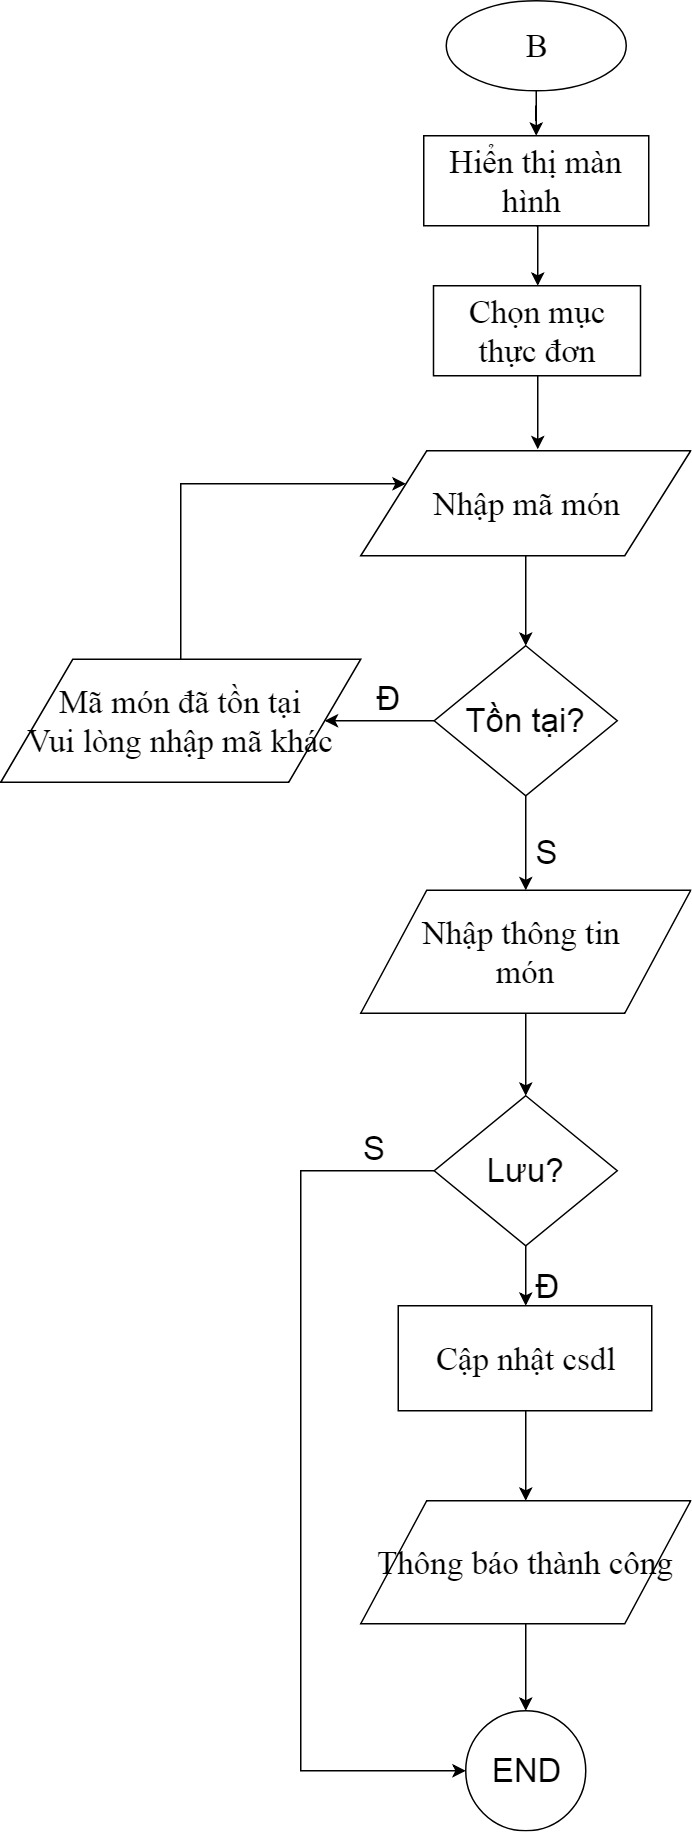 B
Hiển thị màn
hình
Chọn mục
thực đơn
Nhập mã món
Đ
Mã món đã tồn tại
Vui lòng nhập mã khác
Tồn tại?
S
Nhập thông tin
món
S
Lưu?
Đ
Cập nhật csdl
Thông báo thành công
END